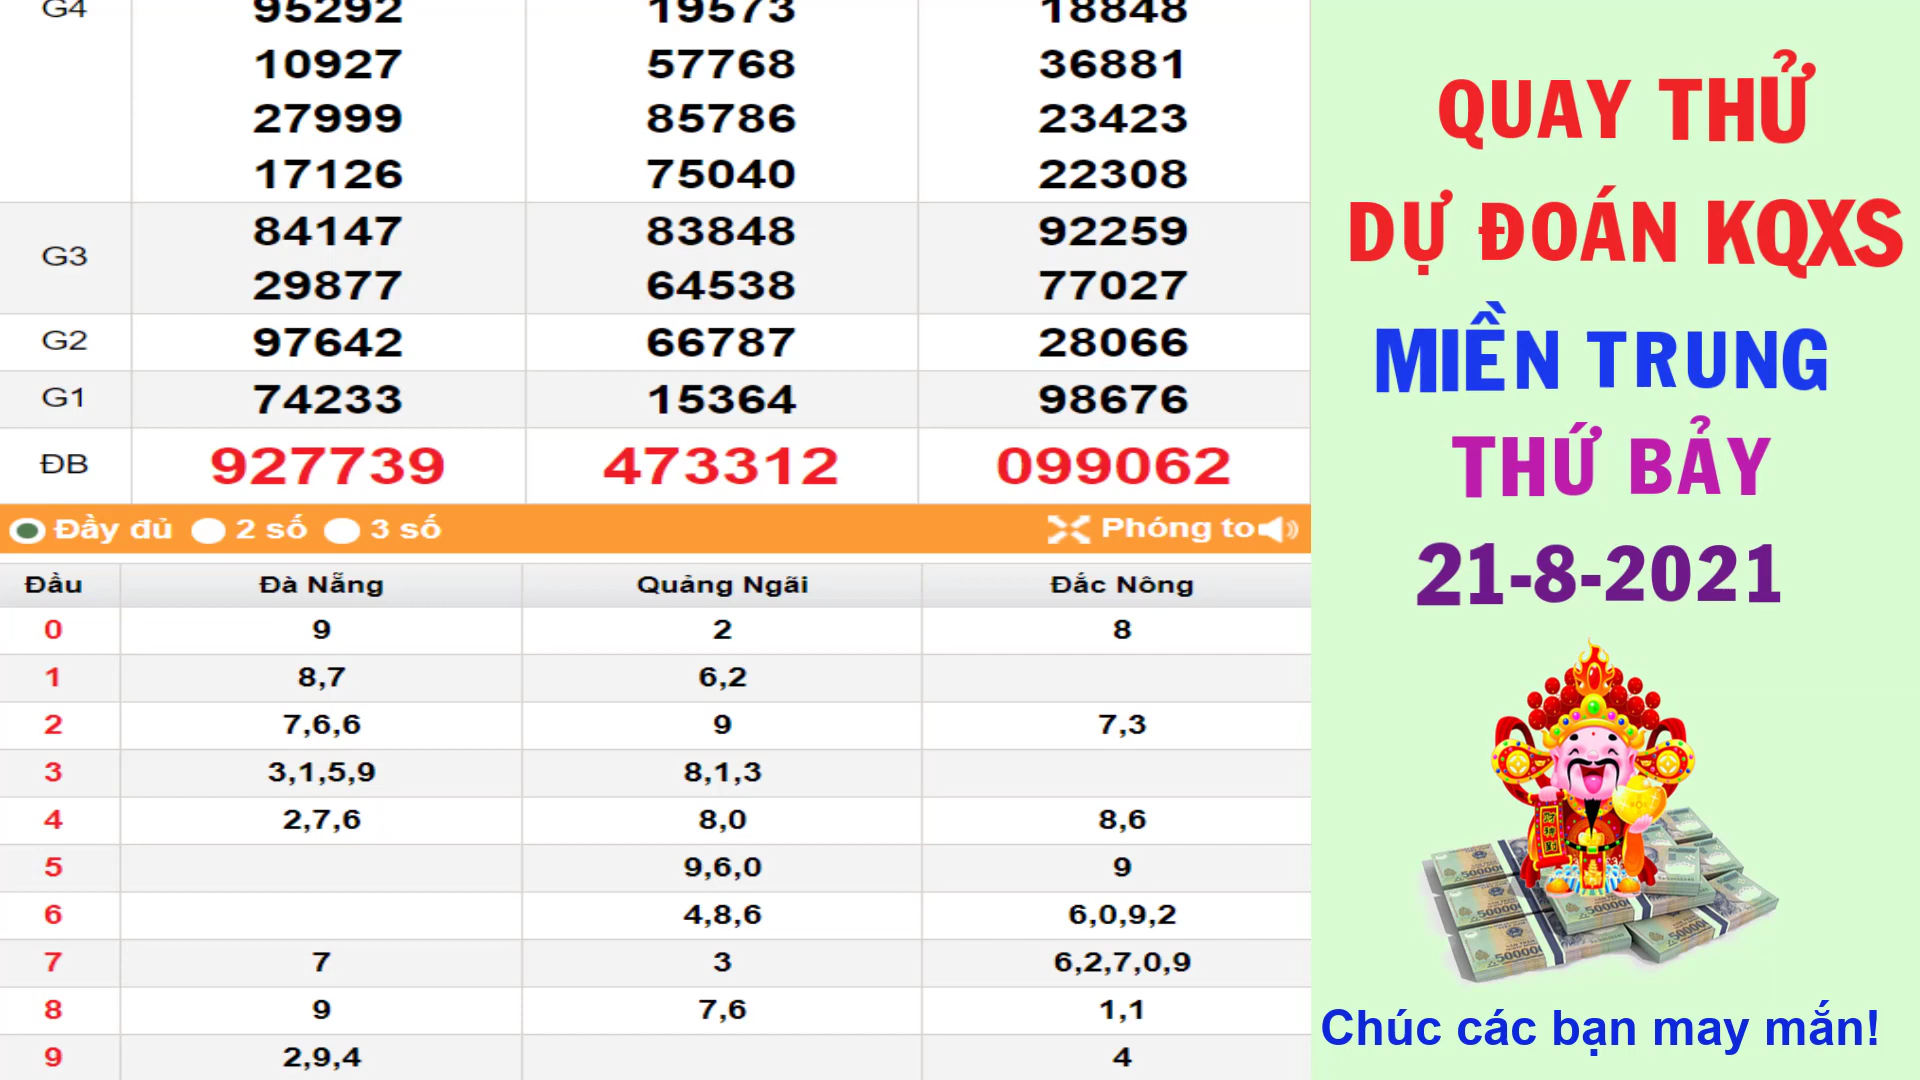 G4 95292 19573 18848
10927 57768 36881
27999 85786 23423
17126 75040 22308
G3 84147 83848 92259
29877 64538 77027
G2 97642 66787 28066
G1 74233 15364 98676
ĐB 927739 473312 099062
Đầy đủ 2 số 3 số Phóng to
Đầu Đà Nẵng Quảng Ngãi Đắc Nông
0 9 2 8
1 8,7 6,2
2 7,6,6 9 7,3
3 3,1,5,9 8,1,3
4 2,7,6 8,0 8,6
5 9,6,0 9
6 4,8,6 6,0,9,2
7 7 3 6,2,7,0,9
8 9 7,6 1,1
9 2,9,4 4
QUAY THỬ
DỰ ĐOÁN KQXS
MIỀN TRUNG
THỨ BẢY
21-8-2021
Chúc các bạn may mắn!